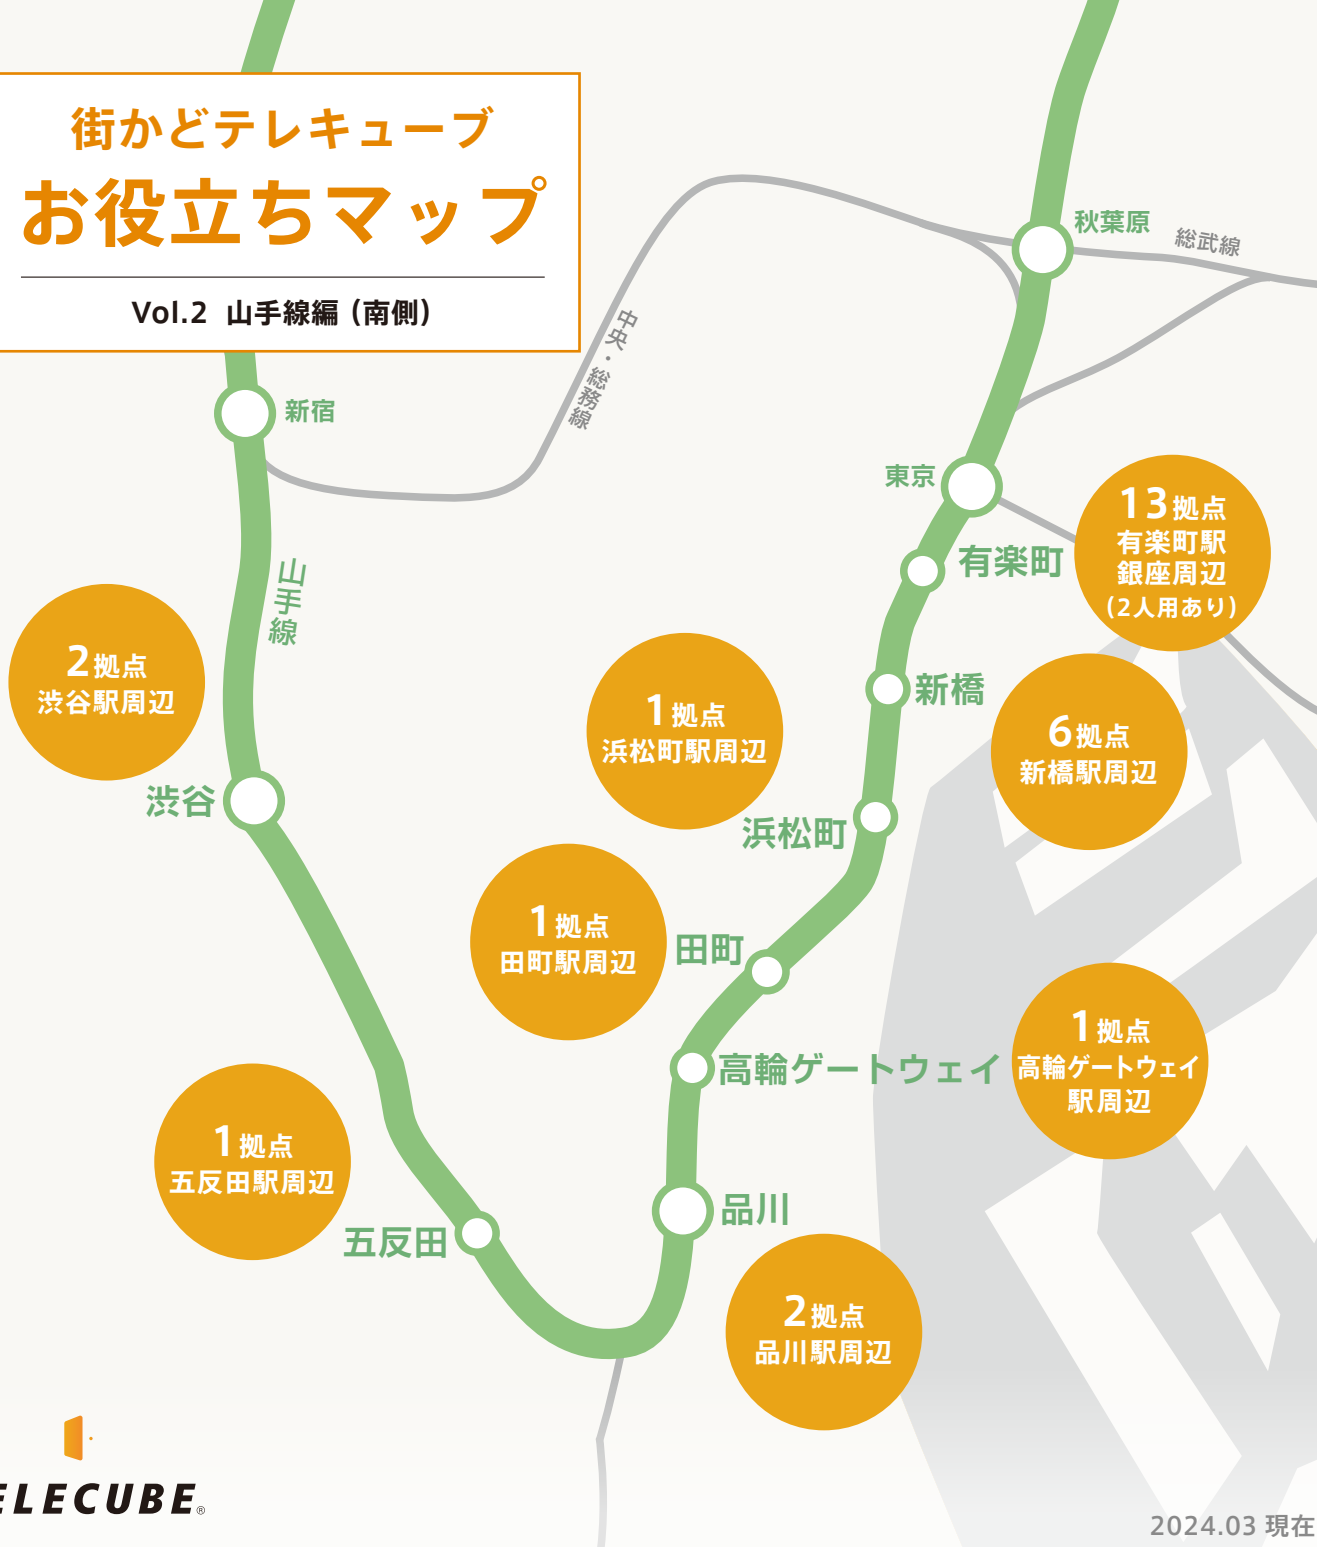 街かどテレキューブ
お役立ちマップ
Vol.2 山手線編（南側）
秋葉原
総武線
中央・総務線
新宿
東京
13拠点
有楽町駅
銀座周辺
(2人用あり)
有楽町
山手線
2拠点
渋谷駅周辺
1拠点
浜松町駅周辺
新橋
6拠点
新橋駅周辺
渋谷
浜松町
1拠点
田町駅周辺
田町
高輪ゲートウェイ
1拠点
高輪ゲートウェイ
駅周辺
1拠点
五反田駅周辺
五反田
品川
2拠点
品川駅周辺
ELECUBE®
2024.03 現在